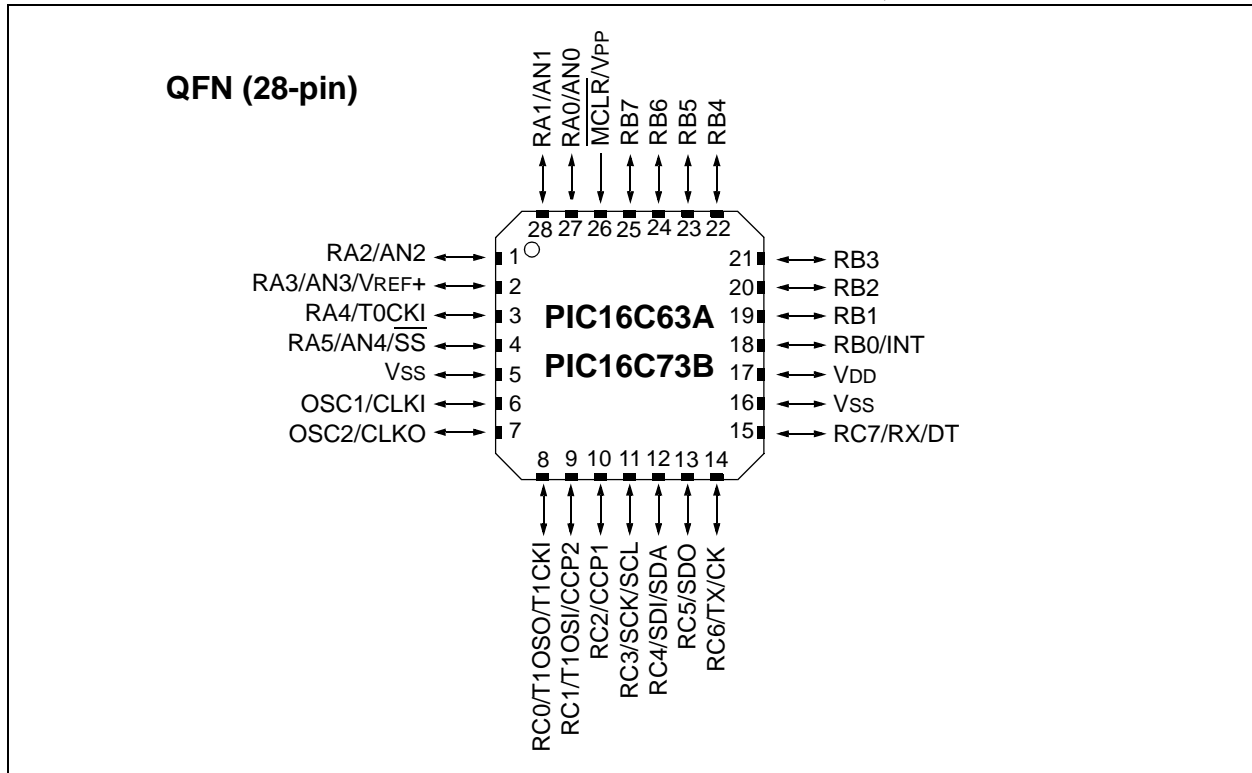 QFN (28-pin)
RA1/AN1
RA0/AN0
MCLR/VPP
RB7
RB6
RB5
RB4
28
27
26
25
24
23
22
RA2/AN2
1
RA3/AN3/VREF+
2
RA4/T0CKI
3
RA5/AN4/SS
4
VSS
5
OSC1/CLKI
6
OSC2/CLKO
7
PIC16C63A
PIC16C73B
21
RB3
20
RB2
19
RB1
18
RB0/INT
17
VDD
16
VSS
15
RC7/RX/DT
8
9
10
11
12
13
14
RC0/T1OSO/T1CKI
RC1/T1OSI/CCP2
RC2/CCP1
RC3/SCK/SCL
RC4/SDI/SDA
RC5/SDO
RC6/TX/CK